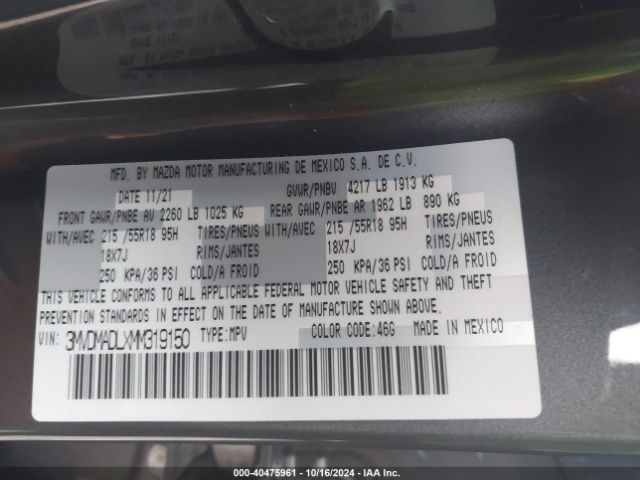 MFD. BY MAZDA MOTOR MANUFACTURING DE MEXICO S.A. DE C.V.
DATE 11/21 GVWR/PNBV 4217 LB 1913 KG
FRONT GAWR/PNBE AV 2260 LB 1025 KG REAR GAWR/PNBE AR 1962 LB 890 KG
WITH/AVEC 215 /55R18 95H TIRES/PNEUS WITH/AVEC 215 /55R18 95H TIRES/PNEUS
18X7J RIMS/JANTES 18X7J RIMS/JANTES
250 KPA/36 PSI COLD/A FROID 250 KPA/36 PSI COLD/A FROID
THIS VEHICLE CONFORMS TO ALL APPLICABLE FEDERAL MOTOR VEHICLE SAFETY AND THEFT
PREVENTION STANDARDS IN EFFECT ON THE DATE OF MANUFACTURE SHOWN ABOVE.
VIN: 3MVDMADLXMM319150 TYPE:MPV COLOR CODE:46G MADE IN MEXICO
000-40475961 - 10/16/2024 - IAA Inc.